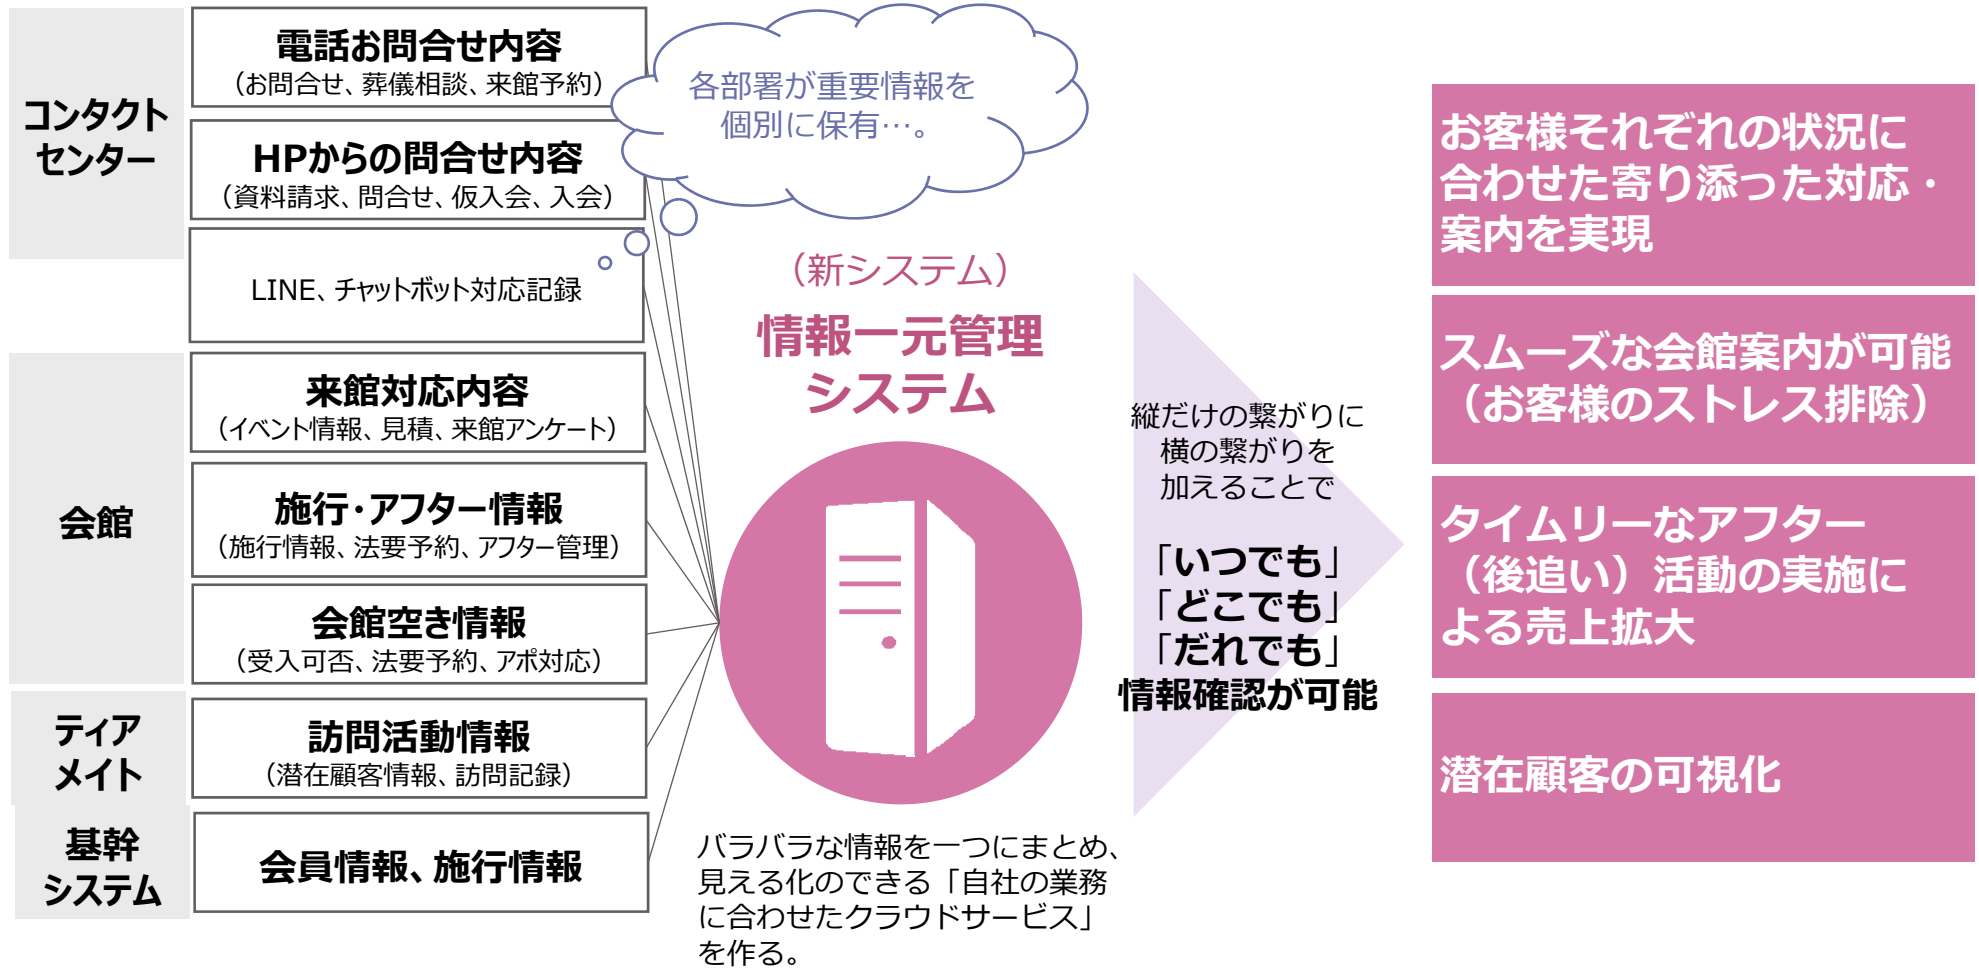 コンタクト
センター
電話お問合せ内容
（お問合せ、葬儀相談、来館予約）
HPからの問合せ内容
（資料請求、問合せ、仮入会、入会）
LINE、チャットボット対応記録
会館
来館対応内容
（イベント情報、見積、来館アンケート）
施行・アフター情報
（施行情報、法要予約、アフター管理）
会館空き情報
（受入可否、法要予約、アポ対応）
ティア
メイト
訪問活動情報
（潜在顧客情報、訪問記録）
基幹
システム
会員情報、施行情報
各部署が重要情報を
個別に保有…。
（新システム）
情報一元管理
システム
バラバラな情報を一つにまとめ、
見える化のできる「自社の業務
に合わせたクラウドサービス」
を作る。
縦だけの繋がりに
横の繋がりを
加えることで
「いつでも」
「どこでも」
「だれでも」
情報確認が可能
お客様それぞれの状況に
合わせた寄り添った対応・
案内を実現
スムーズな会館案内が可能
（お客様のストレス排除）
タイムリーなアフター
（後追い）活動の実施に
よる売上拡大
潜在顧客の可視化